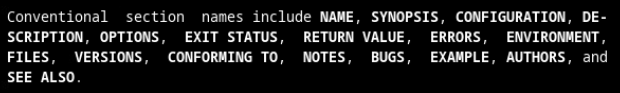 Conventional  section  names include NAME, SYNOPSIS, CONFIGURATION, DE-
SCRIPTION, OPTIONS,  EXIT STATUS,  RETURN VALUE,  ERRORS,  ENVIRONMENT,
FILES,  VERSIONS,  CONFORMING TO,  NOTES,  BUGS,  EXAMPLE, AUTHORS, and
SEE ALSO.